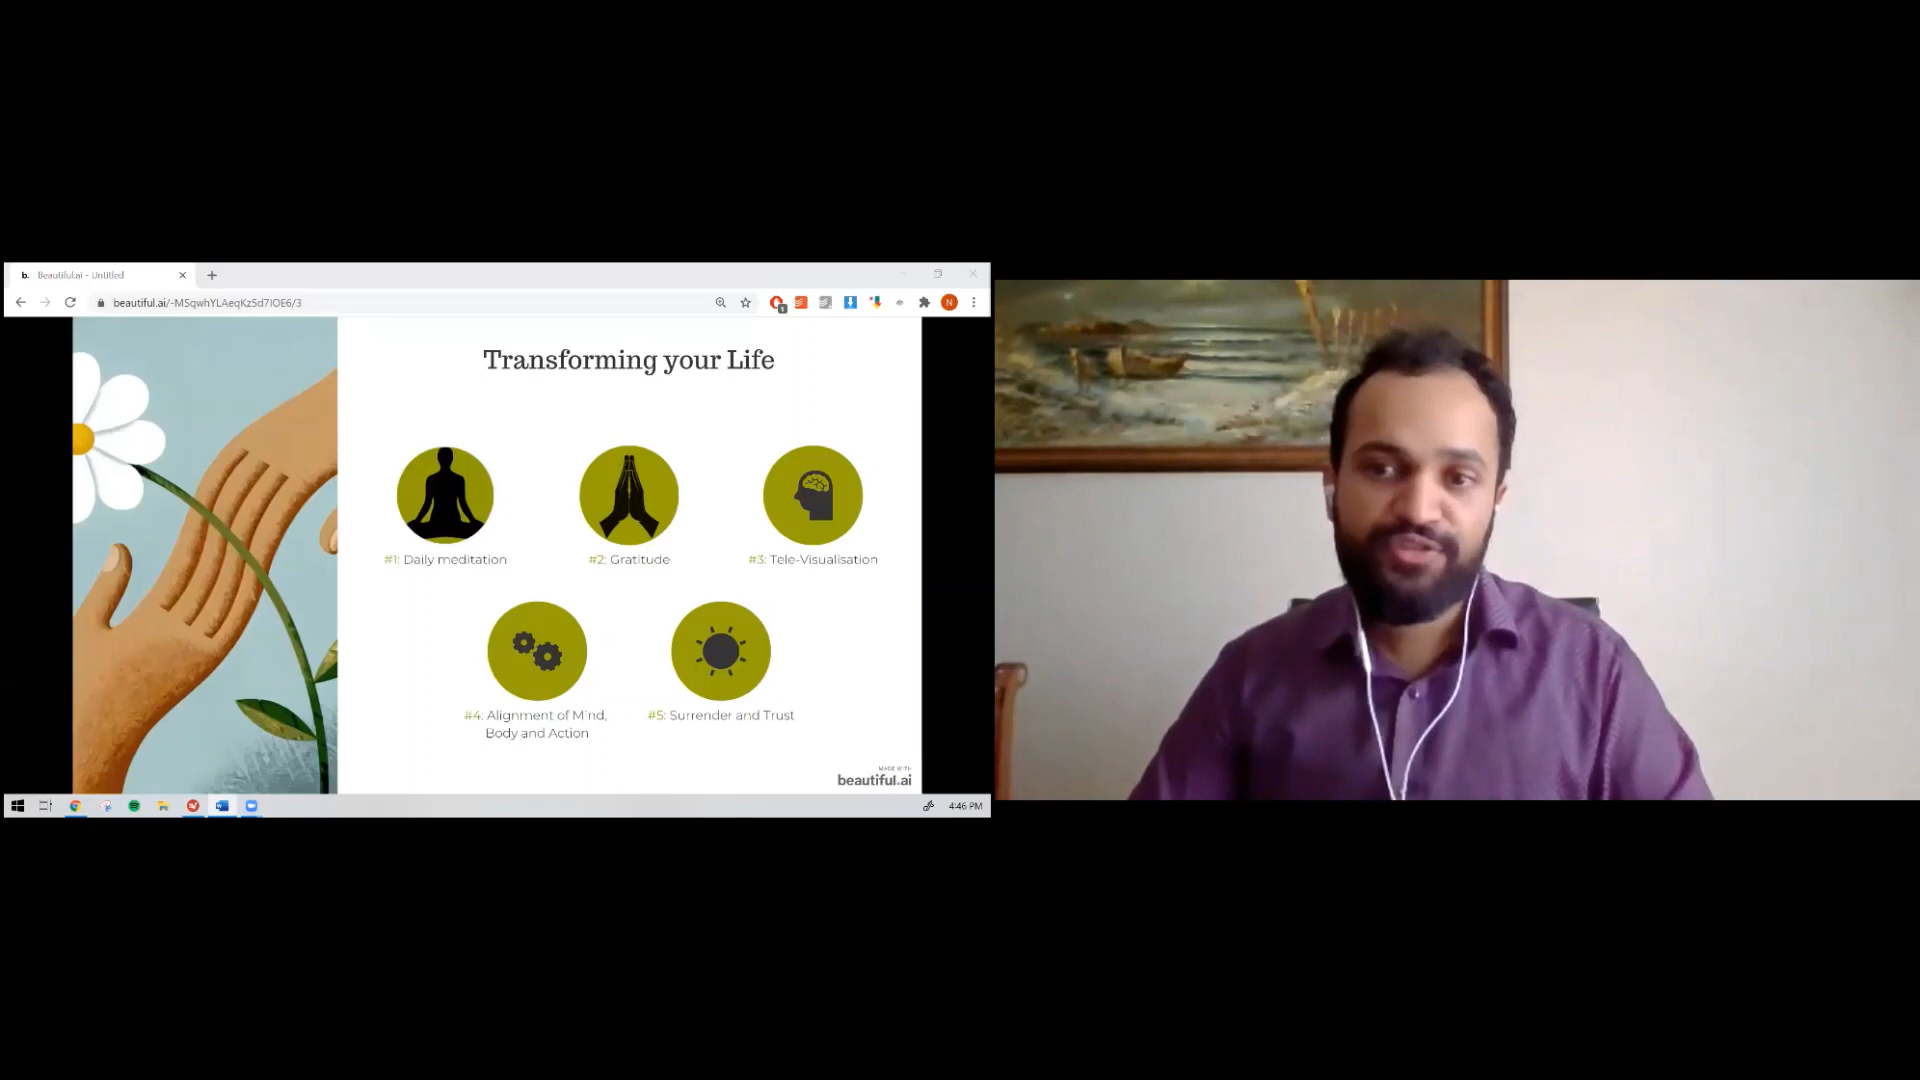 b. Beautiful.ai - Untitled
beautiful.ai/-MSqwhYLAeqKzSd7IOE6/3
N
Transforming your Life
#1: Daily meditation
#2: Gratitude
#3: Tele-Visualisation
#4: Alignment of Mind,
Body and Action
#5: Surrender and Trust
MADE WITH
beautiful.ai
4:46 PM